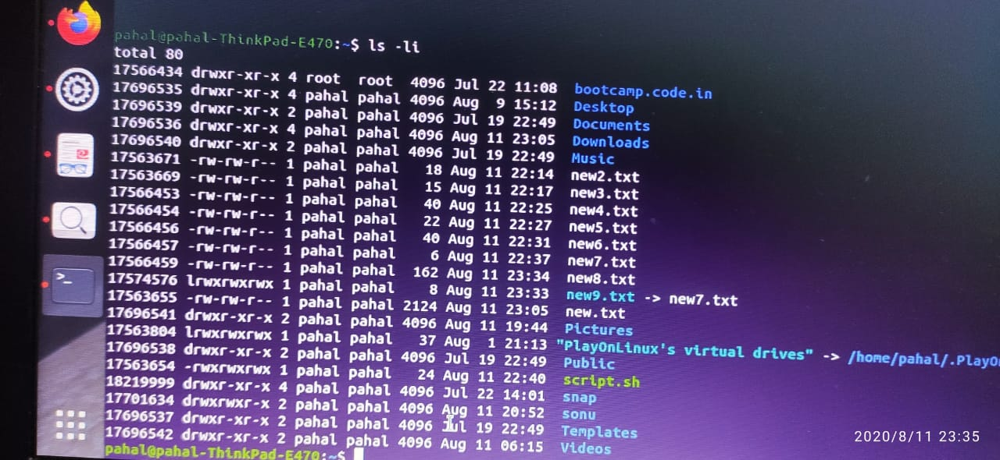 pahal@pahal-ThinkPad-E470:~$ ls -li
total 80
17566434 drwxr-xr-x 4 root root 4096 Jul 22 11:08 bootcamp.code.in
17696535 drwxr-xr-x 4 pahal pahal 4096 Aug 9 15:12 Desktop
17696539 drwxr-xr-x 2 pahal pahal 4096 Jul 19 22:49 Documents
17696536 drwxr-xr-x 4 pahal pahal 4096 Aug 11 23:05 Downloads
17696540 drwxr-xr-x 2 pahal pahal 4096 Jul 19 22:49 Music
17563671 -rw-rw-r-- 1 pahal pahal 18 Aug 11 22:14 new2.txt
17563669 -rw-rw-r-- 1 pahal pahal 15 Aug 11 22:17 new3.txt
17566453 -rw-rw-r-- 1 pahal pahal 40 Aug 11 22:25 new4.txt
17566454 -rw-rw-r-- 1 pahal pahal 22 Aug 11 22:27 new5.txt
17566456 -rw-rw-r-- 1 pahal pahal 40 Aug 11 22:31 new6.txt
17566457 -rw-rw-r-- 1 pahal pahal 6 Aug 11 22:37 new7.txt
17566459 -rw-rw-r-- 1 pahal pahal 162 Aug 11 23:34 new8.txt
17574576 lrwxrwxrwx 1 pahal pahal 8 Aug 11 23:33 new9.txt -> new7.txt
17563655 -rw-rw-r-- 1 pahal pahal 2124 Aug 11 23:05 new.txt
17696541 drwxr-xr-x 2 pahal pahal 4096 Aug 11 19:44 Pictures
17563804 lrwxrwxrwx 1 pahal pahal 37 Aug 1 21:13 "PlayOnLinux's virtual drives" -> /home/pahal/.PlayO
17696538 drwxr-xr-x 2 pahal pahal 4096 Jul 19 22:49 Public
17563654 -rwxrwxrwx 1 pahal pahal 24 Aug 11 22:40 script.sh
18219999 drwxr-xr-x 4 pahal pahal 4096 Jul 22 14:01 snap
17701634 drwxrwxr-x 2 pahal pahal 4096 Aug 11 20:52 sonu
17696537 drwxr-xr-x 2 pahal pahal 4096 Jul 19 22:49 Templates
17696542 drwxr-xr-x 2 pahal pahal 4096 Aug 11 06:15 Videos
pahal@pahal-ThinkPad-E470:~$
2020/8/11 23:35